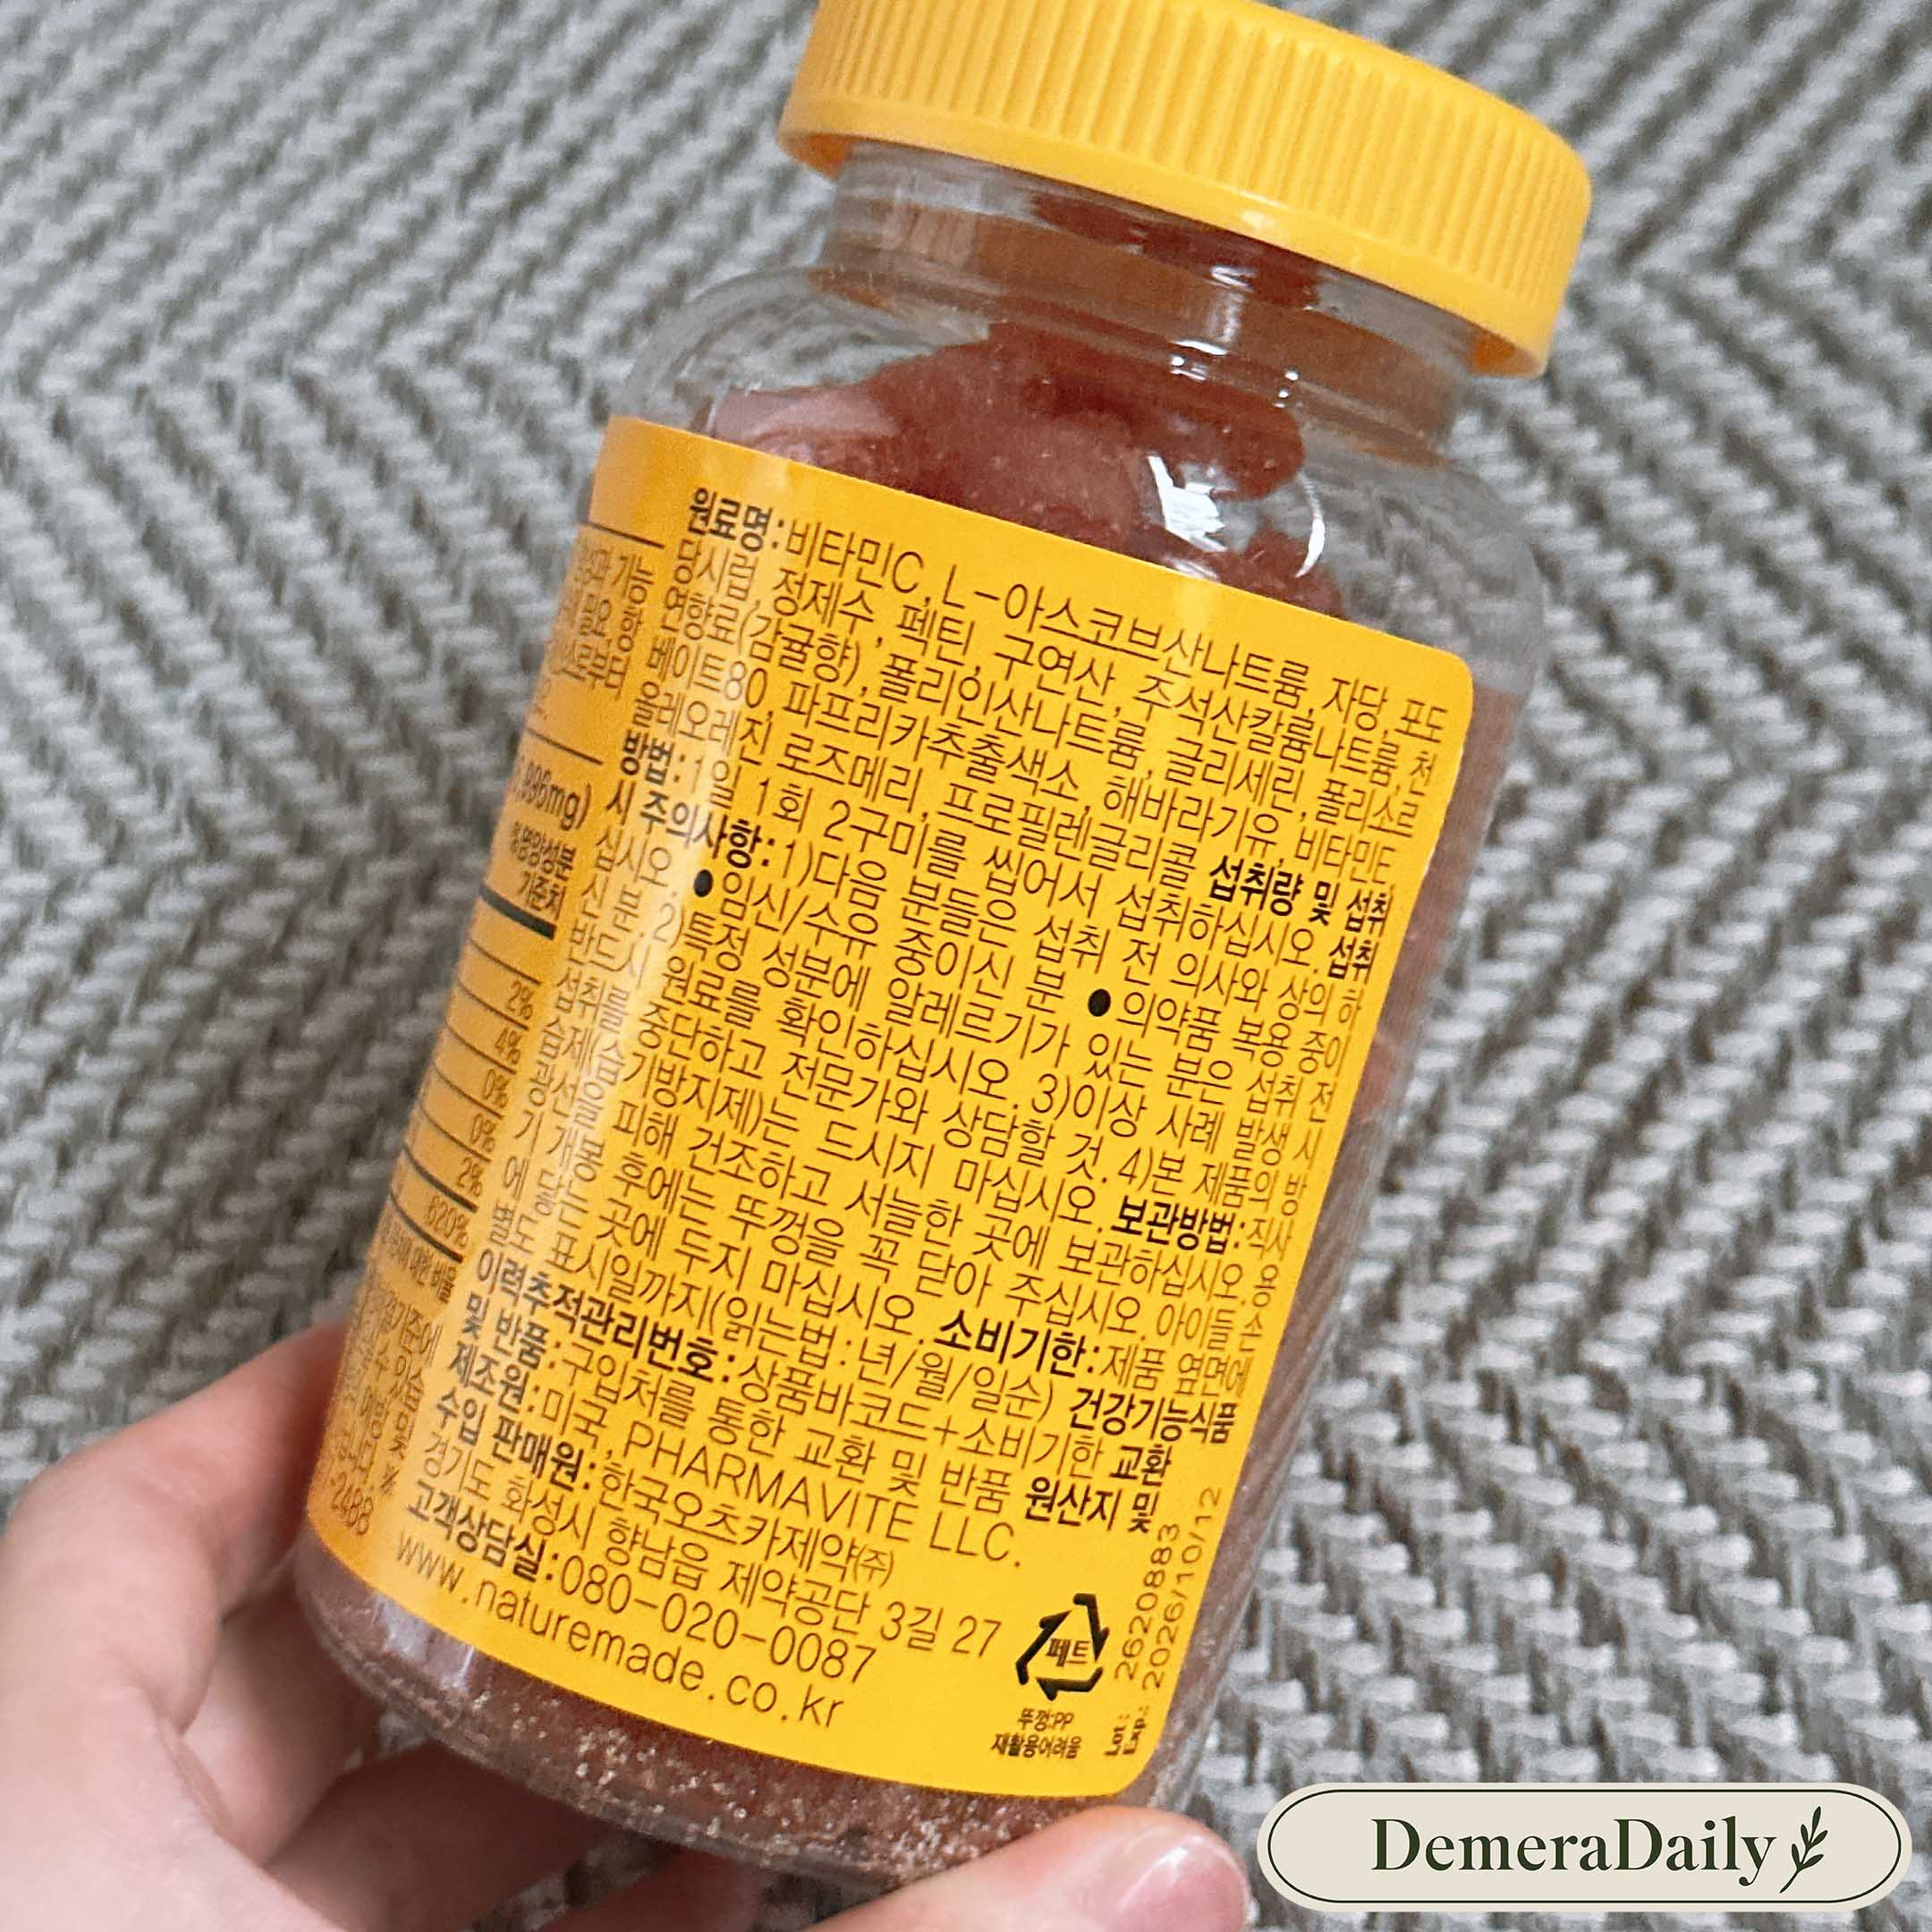 원료명:비타민C, L-아스코브산나트륨, 자당, 포도
당시럽, 정제수, 펙틴, 구연산, 주석산칼륨나트륨, 천
연향료(감귤향), 폴리인산나트륨, 글리세린, 폴리소르
베이트80, 파프리카추출색소, 해바라기유, 비타민E,
올레오레진 로즈메리, 프로필렌글리콜 섭취량 및 섭취
방법:1일 1회 2구미를 씹어서 섭취하십시오. 섭취
시 주의사항:1)다음 분들은 섭취 전 의사와 상의 하
십시오. ●임신/수유 중이신 분 ●의약품 복용 중이
신 분 2)특정 성분에 알레르기가 있는 분은 섭취 전
반드시 원료를 확인하십시오. 3)이상 사례 발생 시
섭취를 중단하고 전문가와 상담할 것. 4)본 제품의 방
습제(습기방지제)는 드시지 마십시오. 보관방법:직사
광선을 피해 건조하고 서늘한 곳에 보관하십시오. 용
기 개봉 후에는 뚜껑을 꼭 닫아 주십시오. 아이들 손
에 닿는 곳에 두지 마십시오. 소비기한:제품 옆면에
별도 표시일까지(읽는법:년/월/일순) 건강기능식품
이력추적관리번호:상품바코드+소비기한 교환
및 반품:구입처를 통한 교환 및 반품 원산지 및
제조원:미국, PHARMAVITE LLC.
수입 판매원:한국오츠카제약(주)
경기도 화성시 향남읍 제약공단 3길 27
고객상담실:080-020-0087
www.naturemade.co.kr
페트
뚜껑:PP
재활용어려움
Lot.: 2620883
Exp.: 2026/10/12
※영양성분
기준치
2%
4%
0%
0%
2%
620%
DemeraDaily